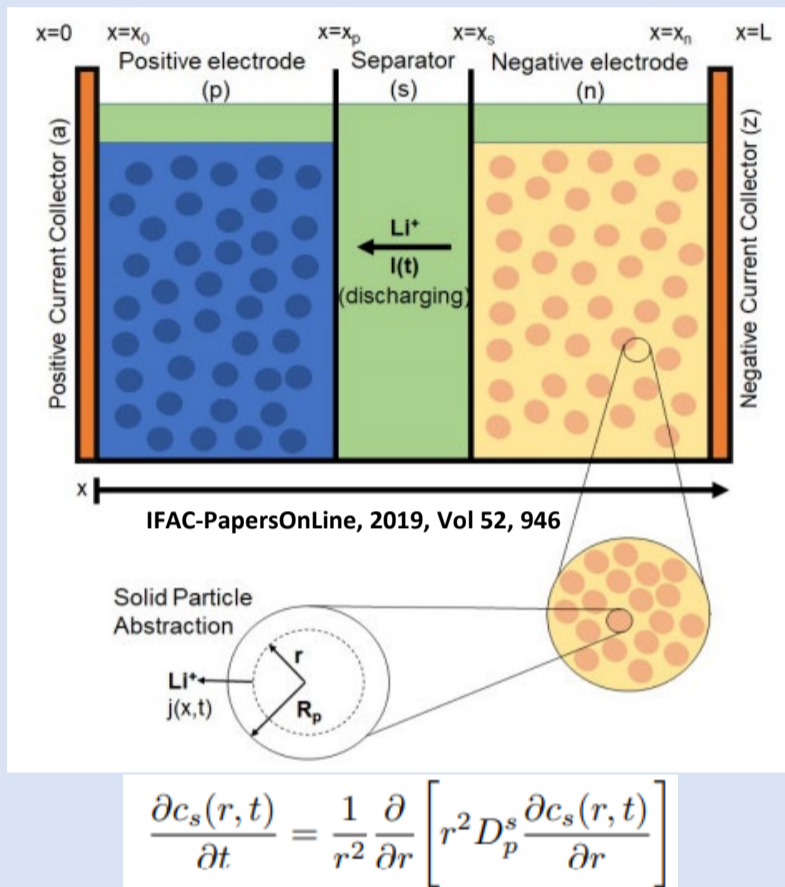 x=0 x=x₀ x=xₚ x=xₛ x=xₙ x=L
Positive electrode Separator Negative electrode
(p) (s) (n)
Positive Current Collector (a)
Li⁺
I(t)
(discharging)
Negative Current Collector (z)
x
IFAC-PapersOnLine, 2019, Vol 52, 946
Solid Particle
Abstraction
r
Li⁺
j(x,t)
Rₚ
∂cₛ(r, t)/∂t = 1/r² ∂/∂r [r² Dₚˢ ∂cₛ(r, t)/∂r]